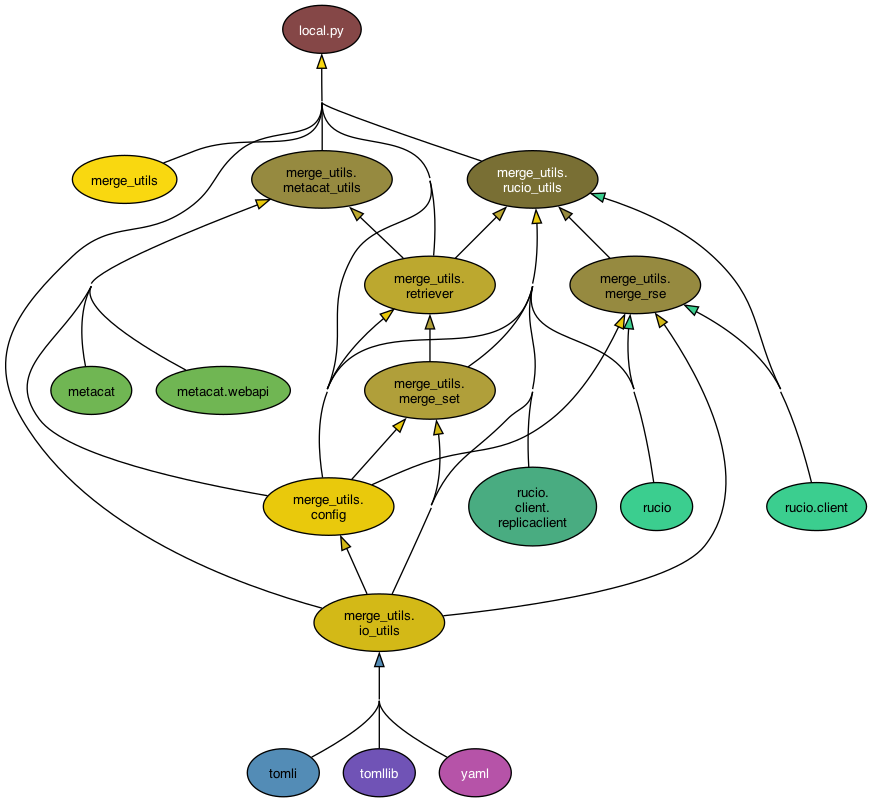 local.py
merge_utils
merge_utils.
metacat_utils
merge_utils.
rucio_utils
merge_utils.
retriever
merge_utils.
merge_rse
metacat
metacat.webapi
merge_utils.
merge_set
merge_utils.
config
rucio.
client.
replicaclient
rucio
rucio.client
merge_utils.
io_utils
tomli
tomllib
yaml